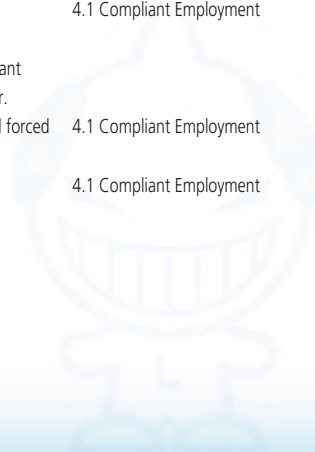 4.1 Compliant Employment
ant
r.
forced 4.1 Compliant Employment
4.1 Compliant Employment
L